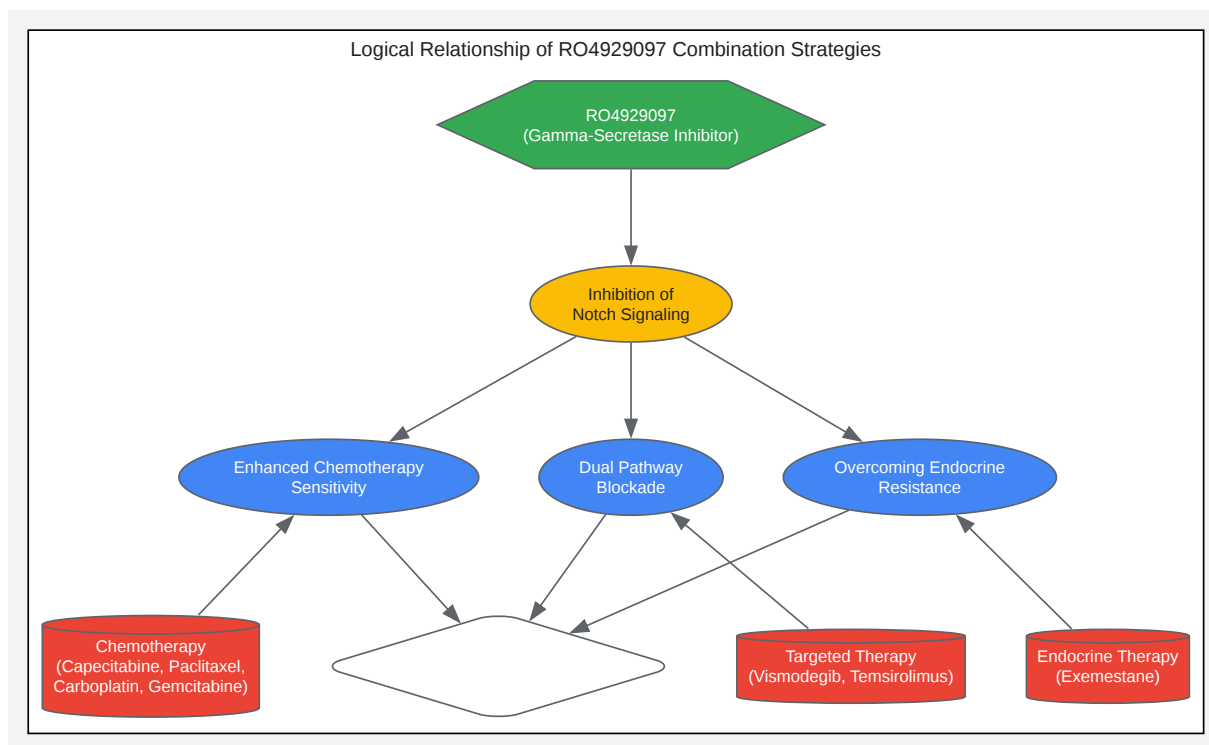 Logical Relationship of RO4929097 Combination Strategies
RO4929097
(Gamma-Secretase Inhibitor)
Inhibition of
Notch Signaling
Enhanced Chemotherapy
Sensitivity
Dual Pathway
Blockade
Overcoming Endocrine
Resistance
Chemotherapy
(Capecitabine, Paclitaxel,
Carboplatin, Gemcitabine)
Targeted Therapy
(Vismodegib, Temsirolimus)
Endocrine Therapy
(Exemestane)